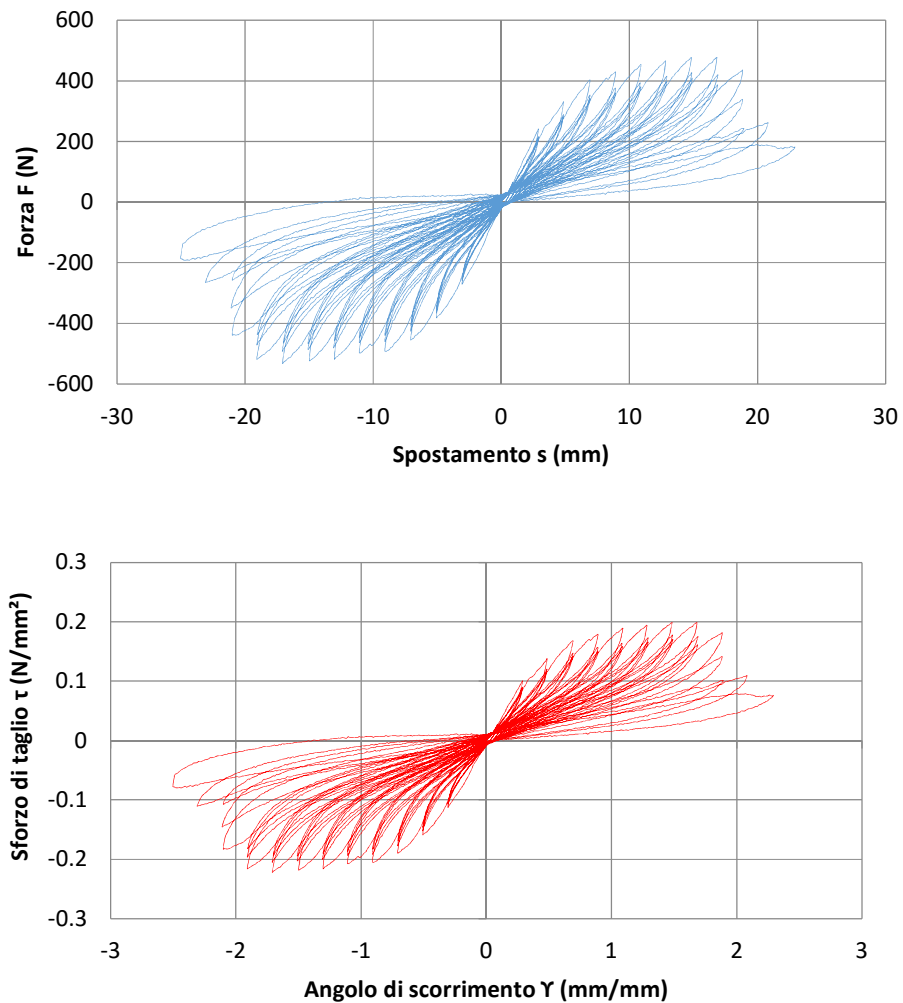 600
400
200
0
-200
-400
-600
-30 -20 -10 0 10 20 30
Forza F (N)
Spostamento s (mm)
0.3
0.2
0.1
0
-0.1
-0.2
-0.3
-3 -2 -1 0 1 2 3
Sforzo di taglio τ (N/mm²)
Angolo di scorrimento ϒ (mm/mm)